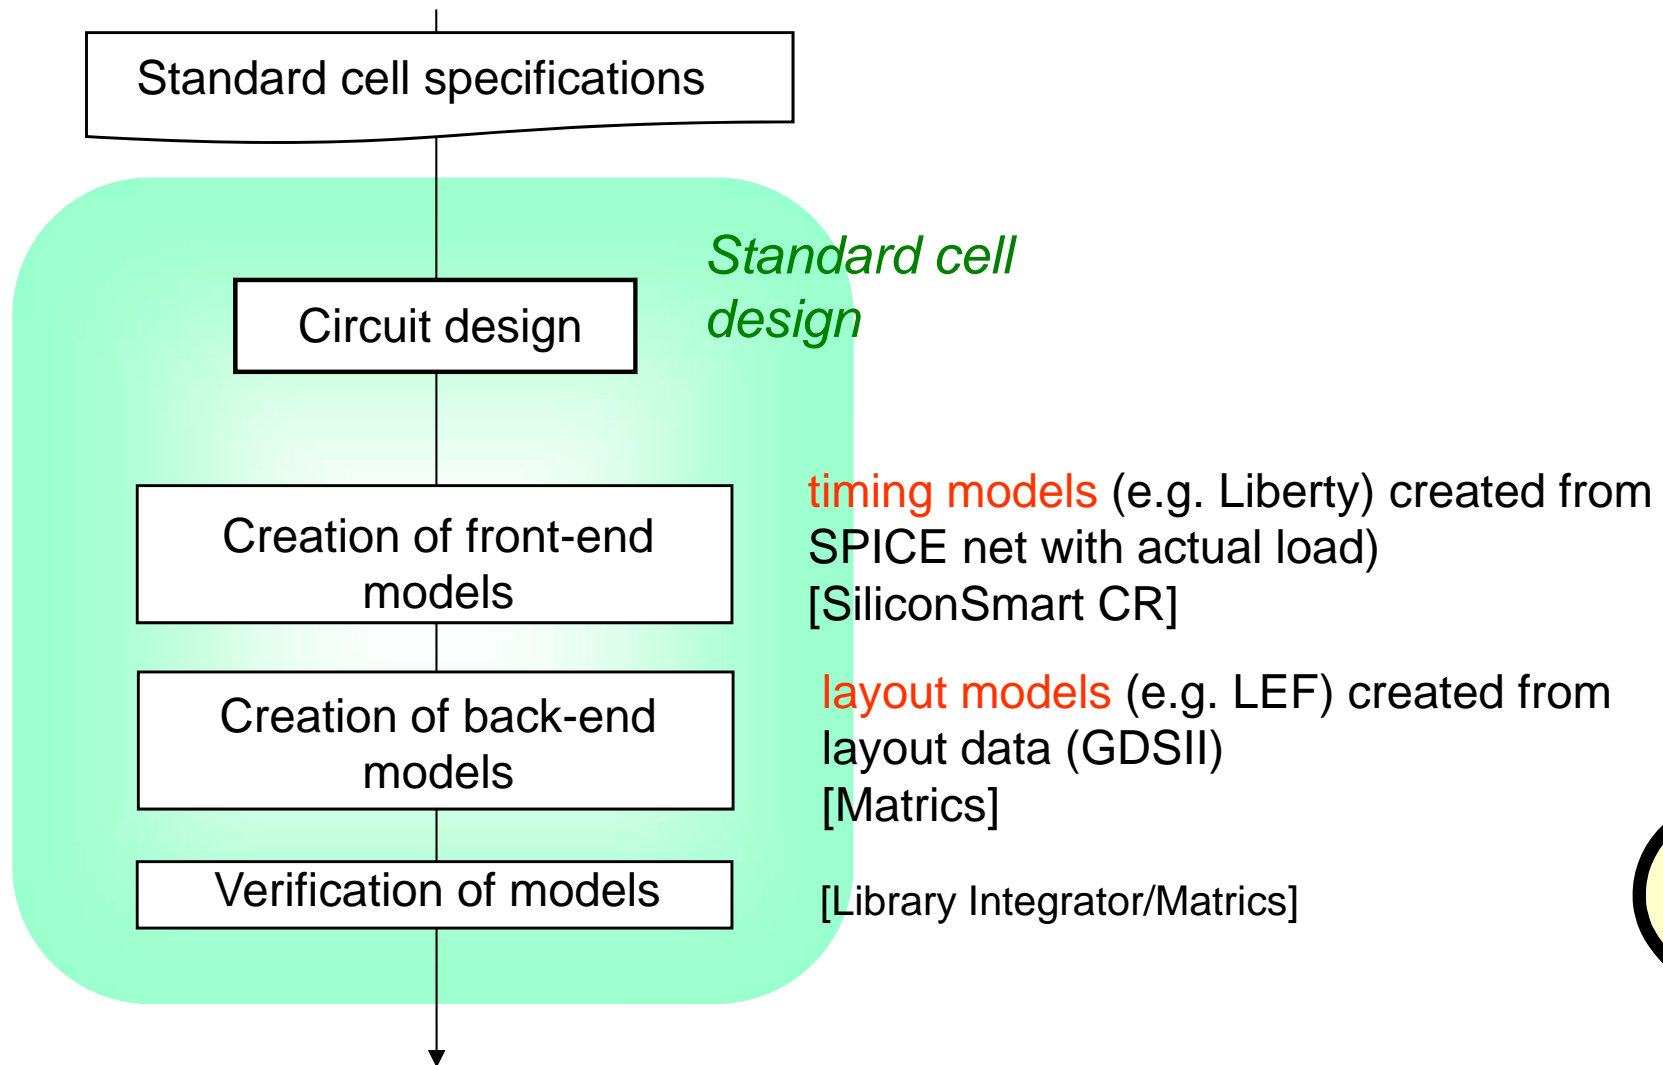 Standard cell specifications
Standard cell
design
Circuit design
Creation of front-end
models
timing models (e.g. Liberty) created from
SPICE net with actual load)
[SiliconSmart CR]
Creation of back-end
models
layout models (e.g. LEF) created from
layout data (GDSII)
[Matrics]
Verification of models
[Library Integrator/Matrics]